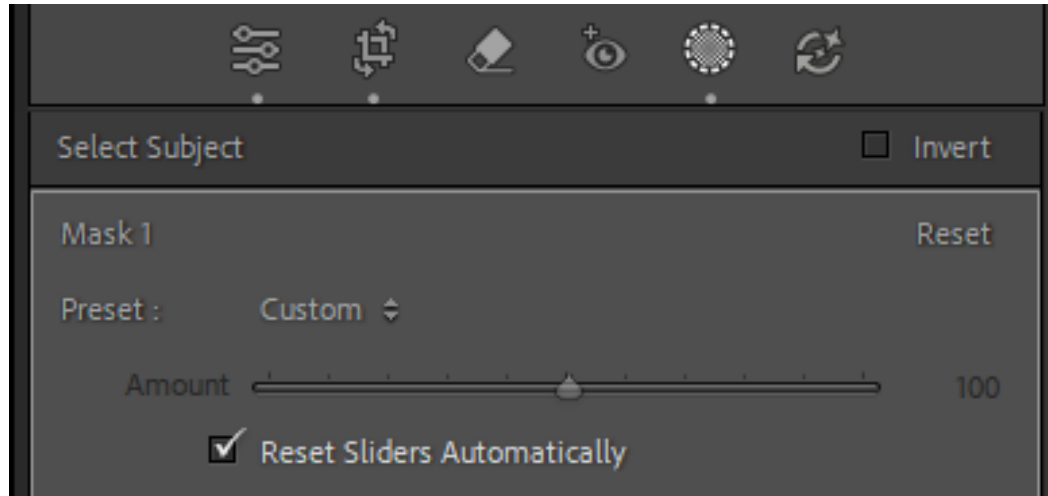 Select Subject Invert
Mask 1 Reset
Preset : Custom
Amount 100
Reset Sliders Automatically